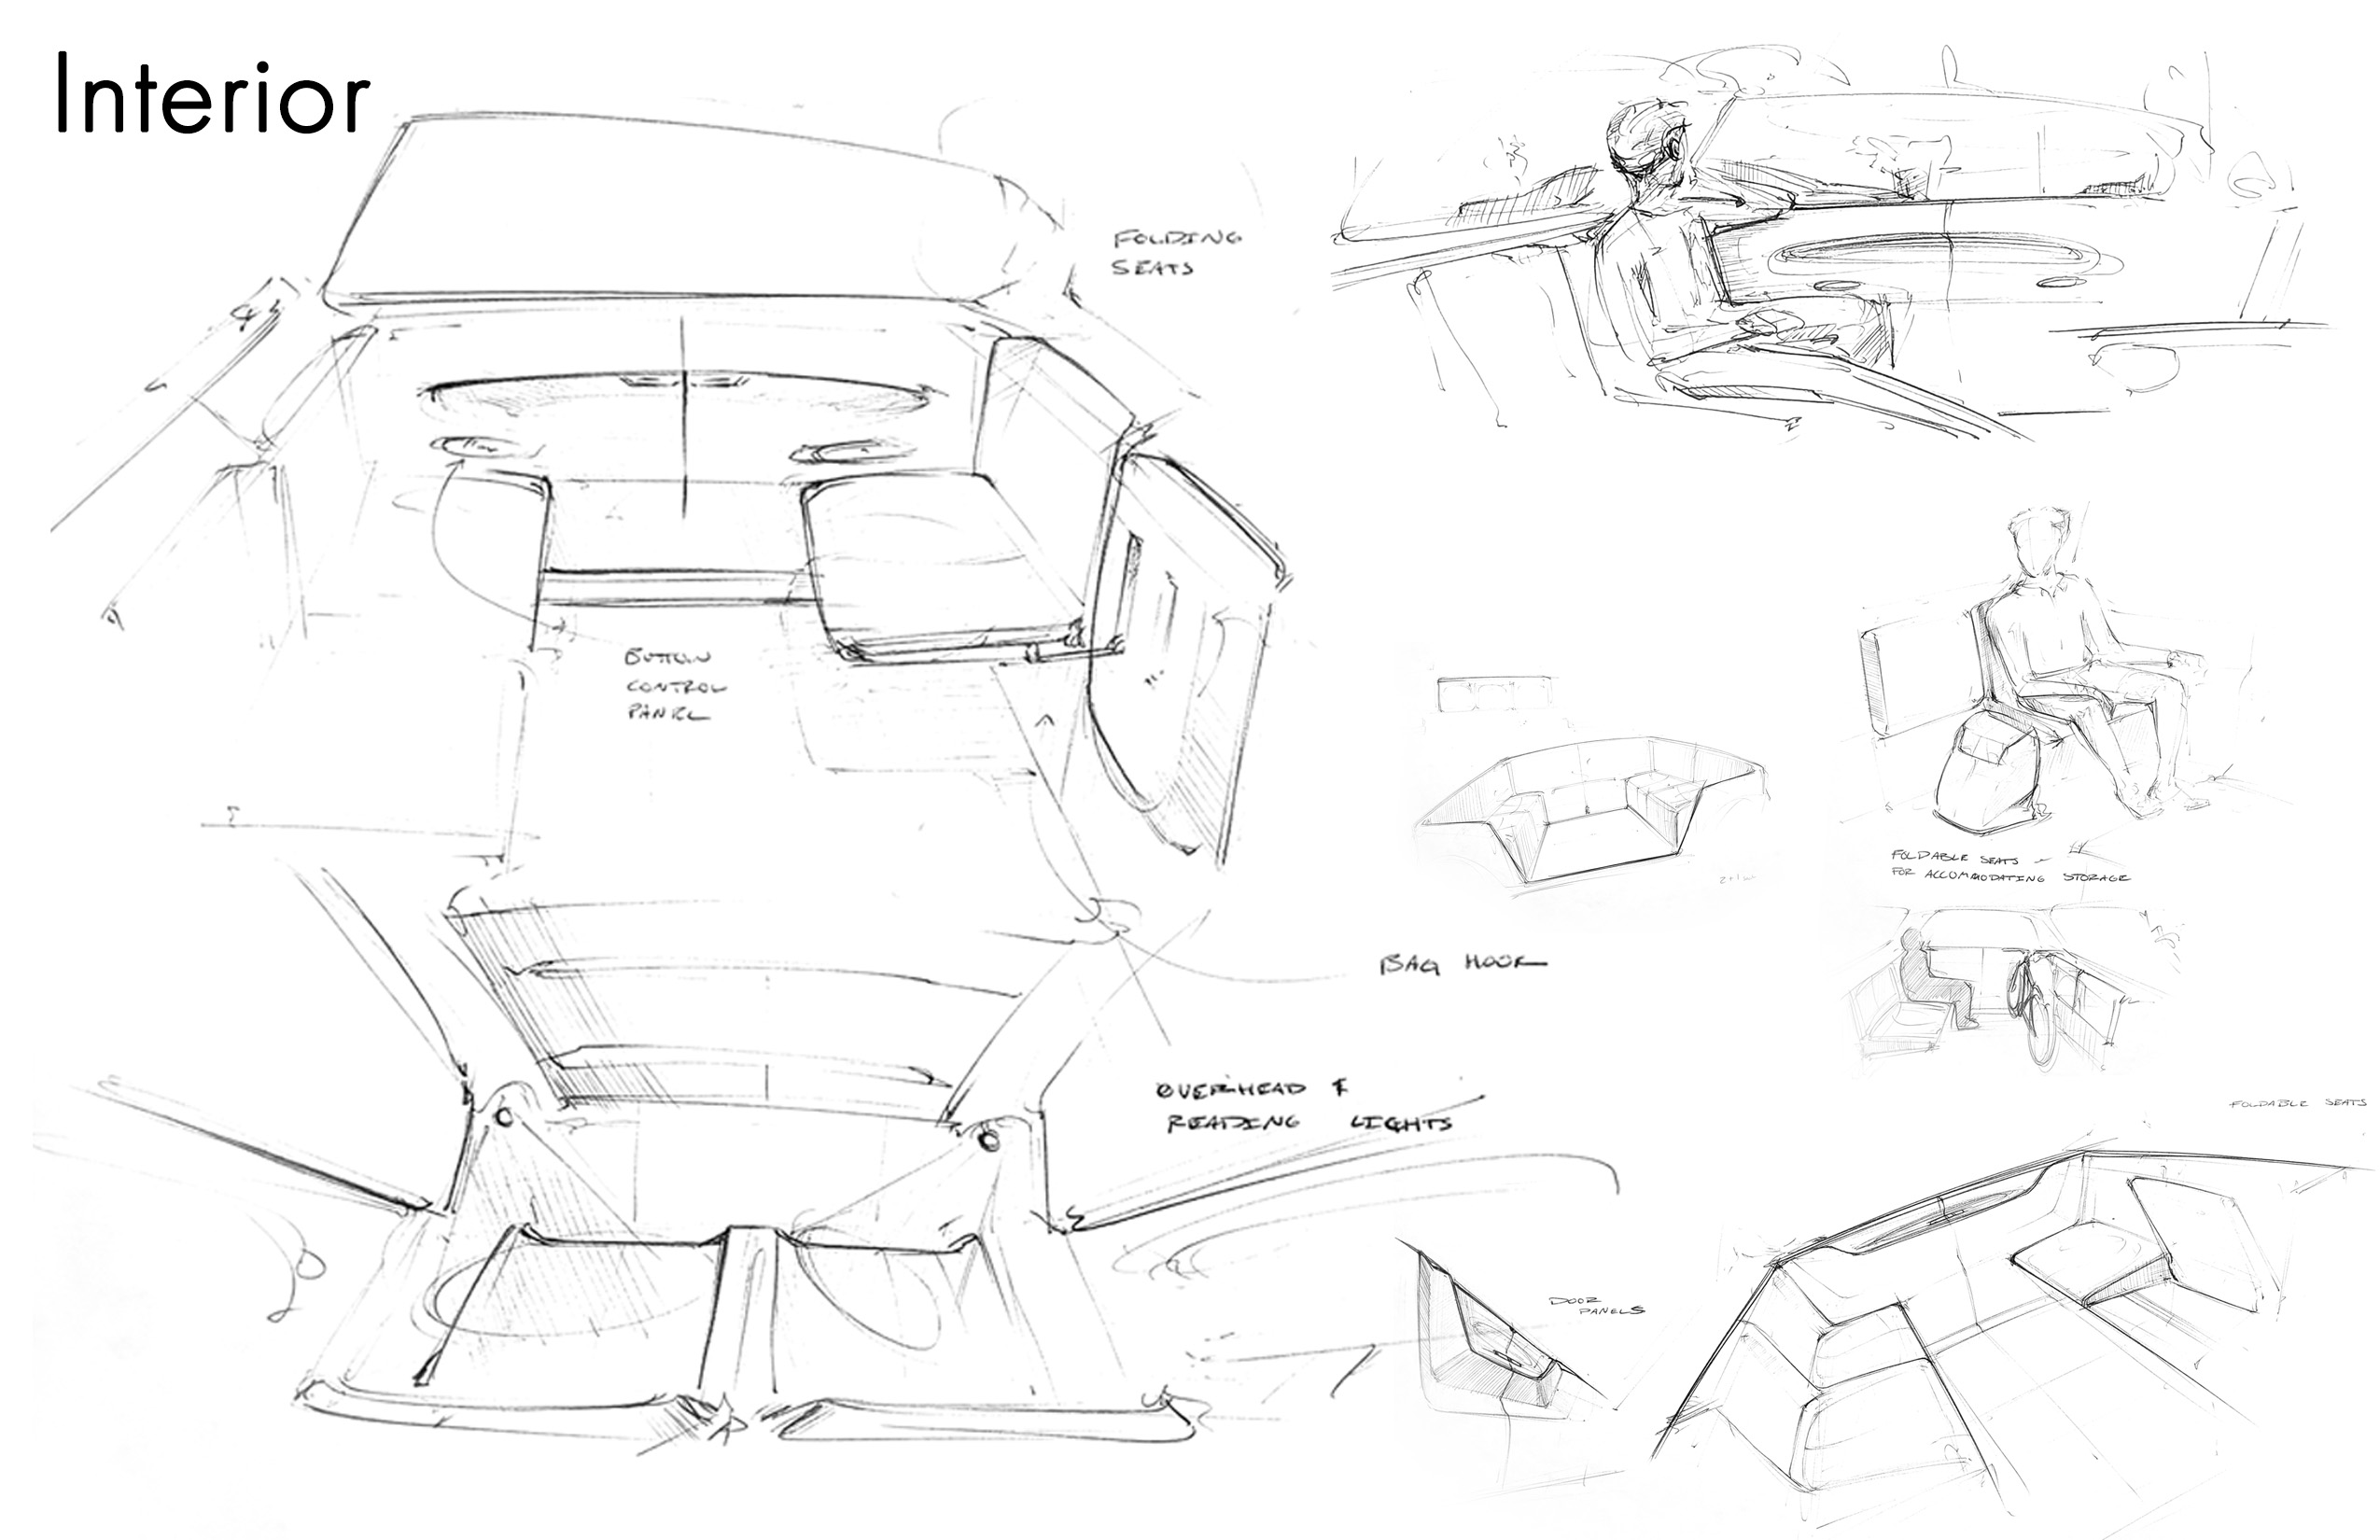 Interior
FOLDING
SEATS
BUTTON
CONTROL
PANEL
FOLDABLE SEATS -
FOR ACCOMMODATING STORAGE
BAG HOOK
OVERHEAD &
READING LIGHTS
FOLDABLE SEATS
DOOR
PANELS